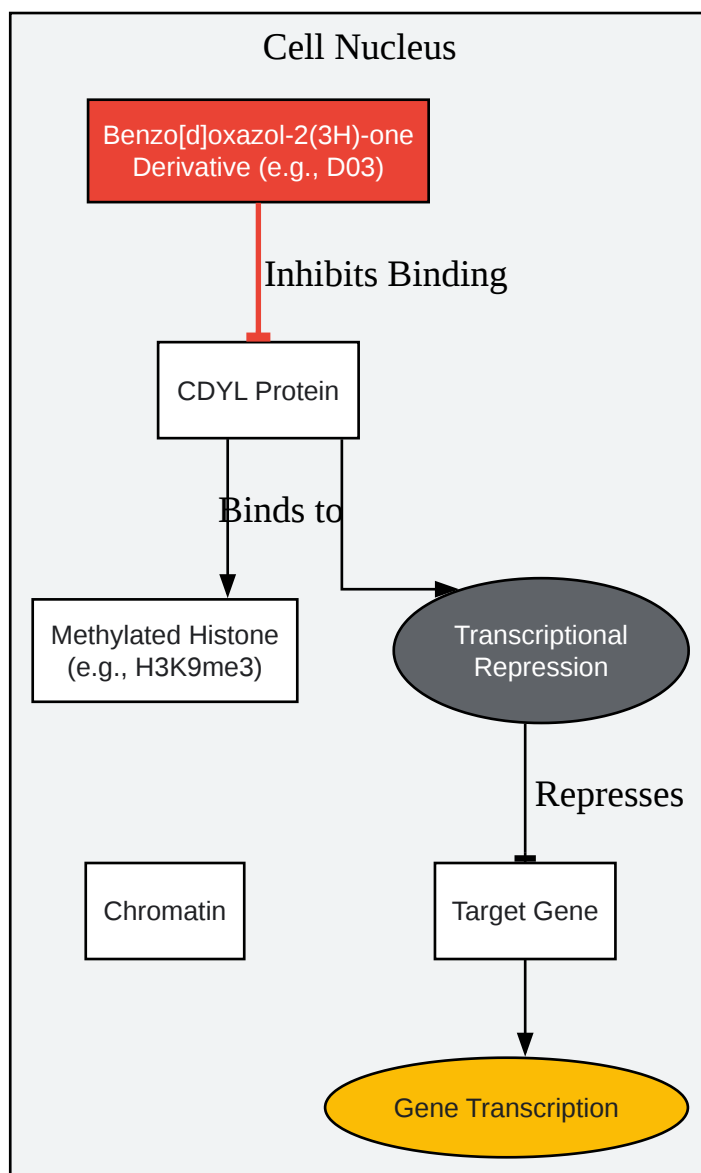 Cell Nucleus
Benzo[d]oxazol-2(3H)-one
Derivative (e.g., D03)
Inhibits Binding
CDYL Protein
Binds to
Methylated Histone
(e.g., H3K9me3)
Transcriptional
Repression
Represses
Chromatin
Target Gene
Gene Transcription